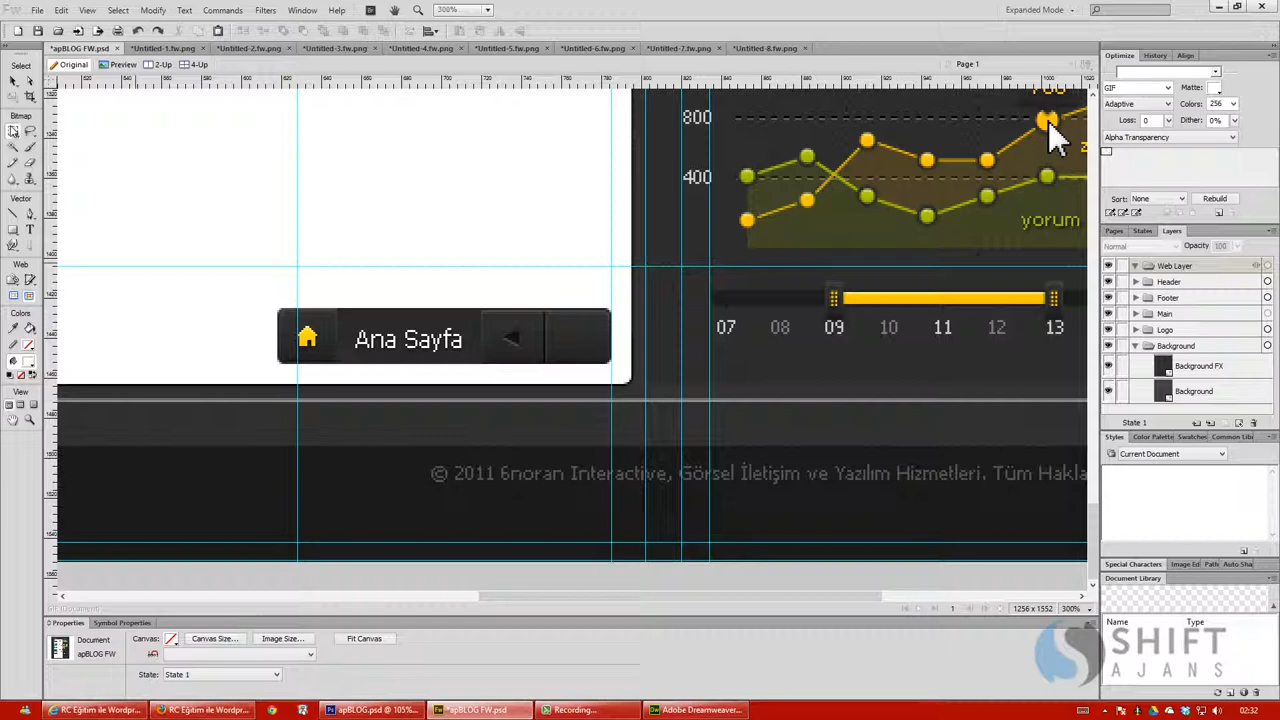 File Edit View Select Modify Text Commands Filters Window Help 308% Expanded Mode
*apBLOG FW.psd *Untitled-1.fw.png *Untitled-2.fw.png *Untitled-3.fw.png *Untitled-4.fw.png *Untitled-5.fw.png *Untitled-6.fw.png *Untitled-7.fw.png *Untitled-8.fw.png
Original Preview 2-Up 4-Up Page 1
Select
Bitmap
Vector
Web
Colors
View
800
400
yorum
07 08 09 10 11 12 13
Ana Sayfa
© 2011 6noran Interactive, Görsel İletişim ve Yazılım Hizmetleri. Tüm Hakla
GIF (Document)
1 1256 x 1552 300%
Properties Symbol Properties
Document
apBLOG FW
Canvas: Canvas Size... Image Size... Fit Canvas
State: State 1
Optimize History Align
GIF Matte:
Adaptive Colors: 256
Loss: 0 Dither: 0%
Alpha Transparency
Sort: None Rebuild
Pages States Layers
Normal Opacity 100
Web Layer
Header
Footer
Main
Logo
Background
Background FX
Background
State 1
Styles Color Palette Swatches Common Libr
Current Document
Special Characters Image Ed Path Auto Sha
Document Library
Name Type
SHIFT
AJANS
RC Eğitim ile Wordpr... RC Eğitim ile Wordpr... apBLOG.psd @ 105%... *apBLOG FW.psd @... Recording... Adobe Dreamweaver... 02:32